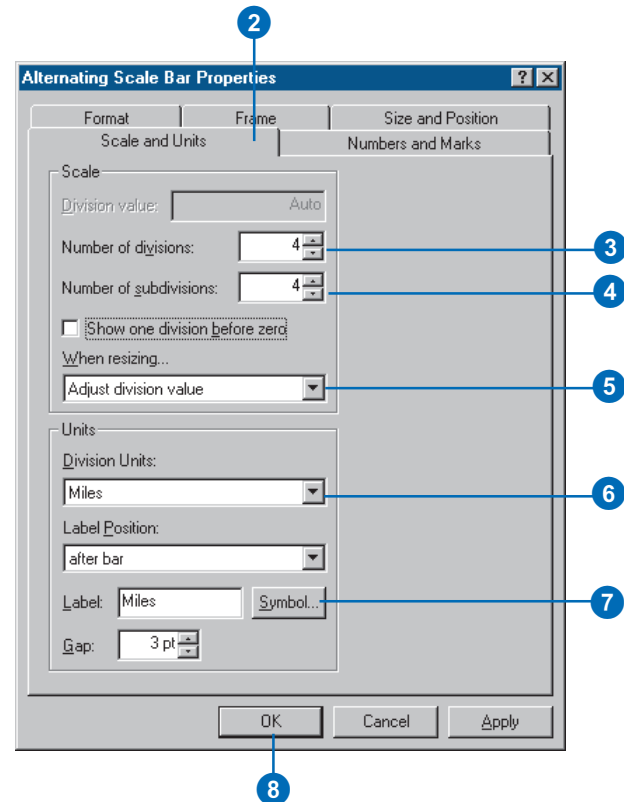 2
Alternating Scale Bar Properties ? ×
Format Frame Size and Position
Scale and Units Numbers and Marks
Scale
Division value: Auto
Number of divisions: 4 3
Number of subdivisions: 4 4
Show one division before zero
When resizing...
Adjust division value 5
Units
Division Units:
Miles 6
Label Position:
after bar
Label: Miles Symbol... 7
Gap: 3 pt
OK Cancel Apply
8